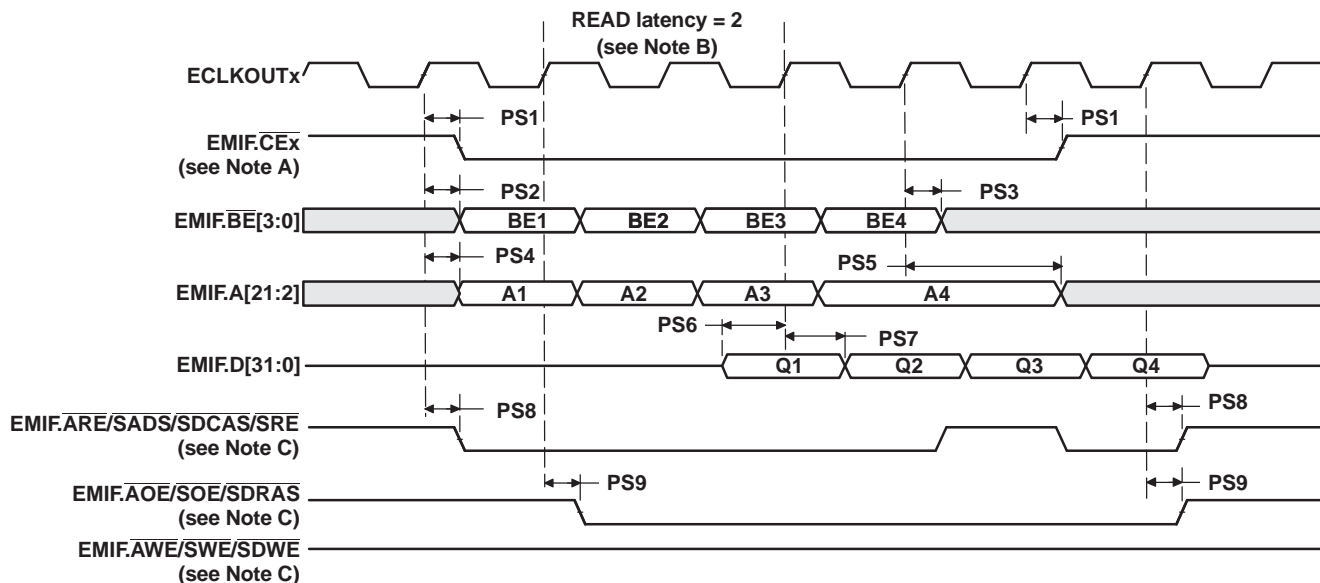 READ latency = 2
(see Note B)
ECLKOUTx
PS1
PS1
EMIF.CEx
(see Note A)
PS2
PS3
EMIF.BE[3:0]
BE1
BE2
BE3
BE4
PS4
PS5
EMIF.A[21:2]
A1
A2
A3
A4
PS6
PS7
EMIF.D[31:0]
Q1
Q2
Q3
Q4
PS8
PS8
EMIF.ARE/SADS/SDCAS/SRE
(see Note C)
PS9
PS9
EMIF.AOE/SOE/SDRAS
(see Note C)
EMIF.AWE/SWE/SDWE
(see Note C)